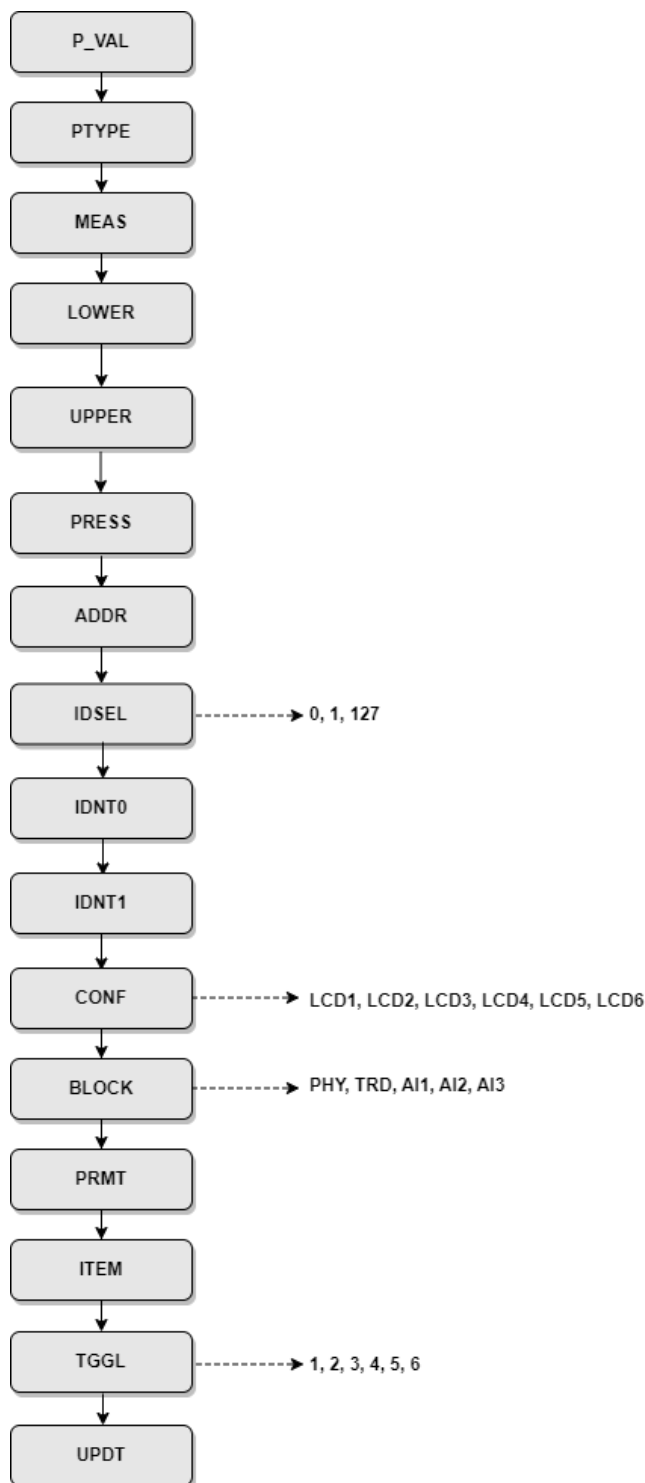 P_VAL
PTYPE
MEAS
LOWER
UPPER
PRESS
ADDR
IDSEL
0, 1, 127
IDNT0
IDNT1
CONF
LCD1, LCD2, LCD3, LCD4, LCD5, LCD6
BLOCK
PHY, TRD, AI1, AI2, AI3
PRMT
ITEM
TGGL
1, 2, 3, 4, 5, 6
UPDT